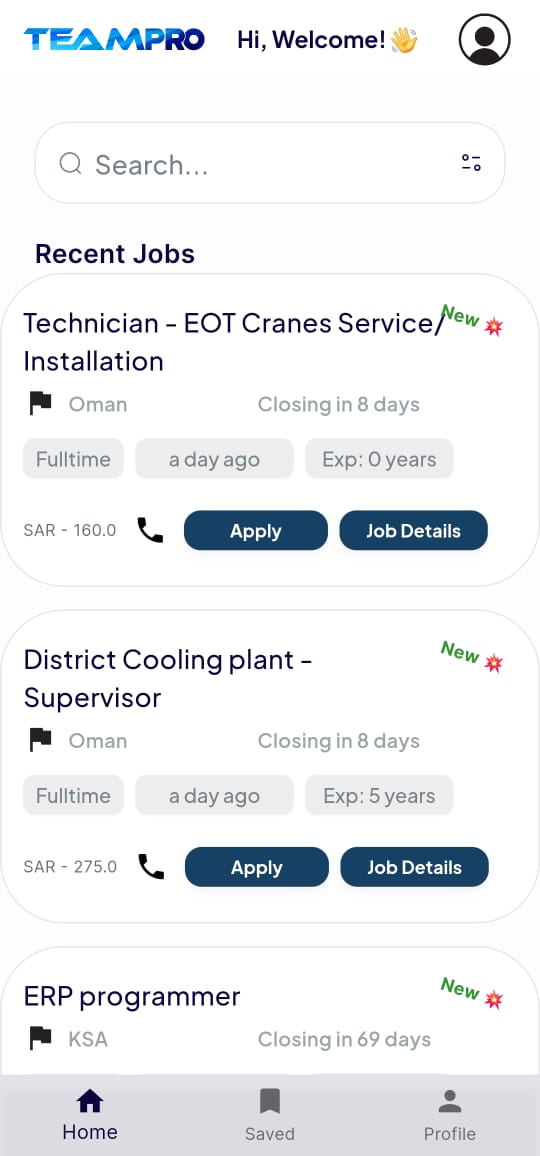 TEAMPRO Hi, Welcome! 👋
Search...
Recent Jobs
New
Technician - EOT Cranes Service/
Installation
Oman Closing in 8 days
Fulltime a day ago Exp: 0 years
SAR - 160.0 Apply Job Details
New
District Cooling plant -
Supervisor
Oman Closing in 8 days
Fulltime a day ago Exp: 5 years
SAR - 275.0 Apply Job Details
New
ERP programmer
KSA Closing in 69 days
Home Saved Profile